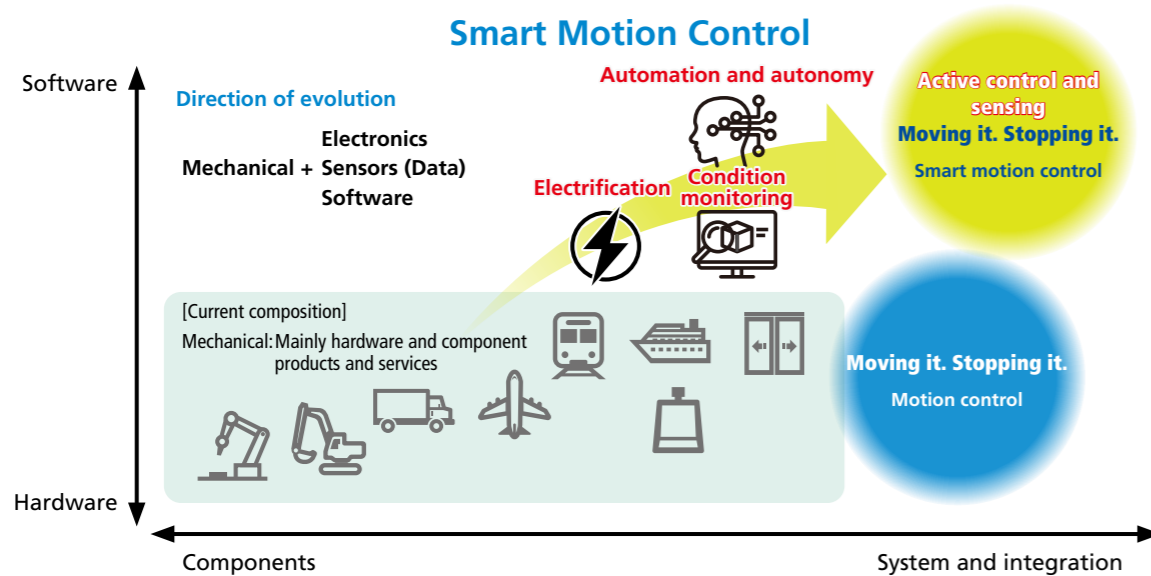 Smart Motion Control
Software
Direction of evolution
Mechanical +
Electronics
Sensors (Data)
Software
Automation and autonomy
Electrification
Condition
monitoring
Active control and
sensing
Moving it. Stopping it.
Smart motion control
[Current composition]
Mechanical: Mainly hardware and component
products and services
Moving it. Stopping it.
Motion control
Hardware
Components
System and integration